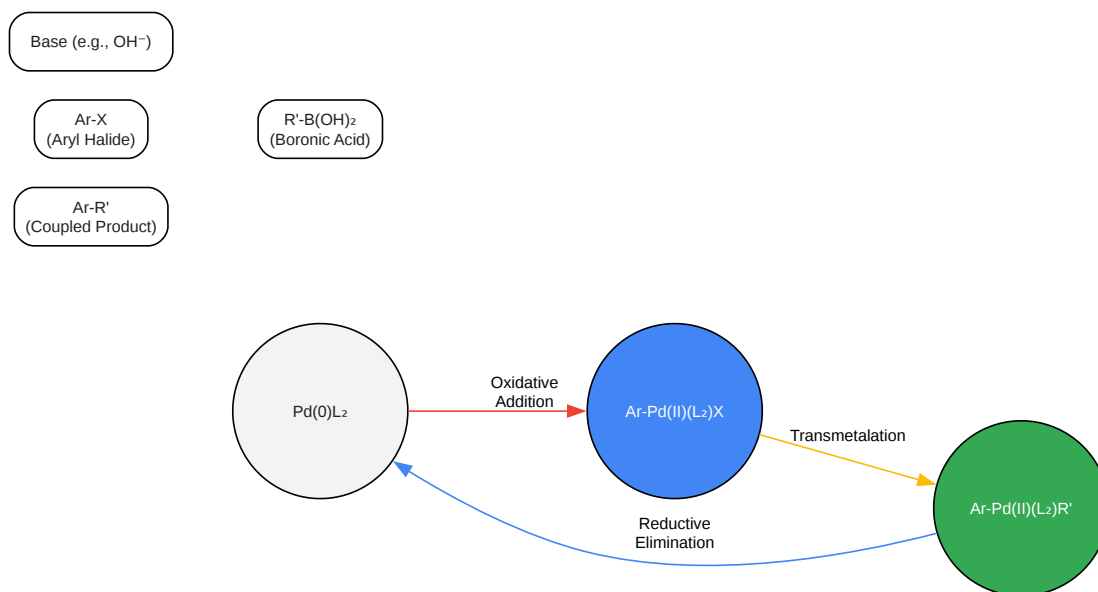 Base (e.g., OH⁻)
Ar-X
(Aryl Halide)
R'-B(OH)₂
(Boronic Acid)
Ar-R'
(Coupled Product)
Pd(0)L₂
Oxidative
Addition
Ar-Pd(II)(L₂)X
Transmetalation
Ar-Pd(II)(L₂)R'
Reductive
Elimination